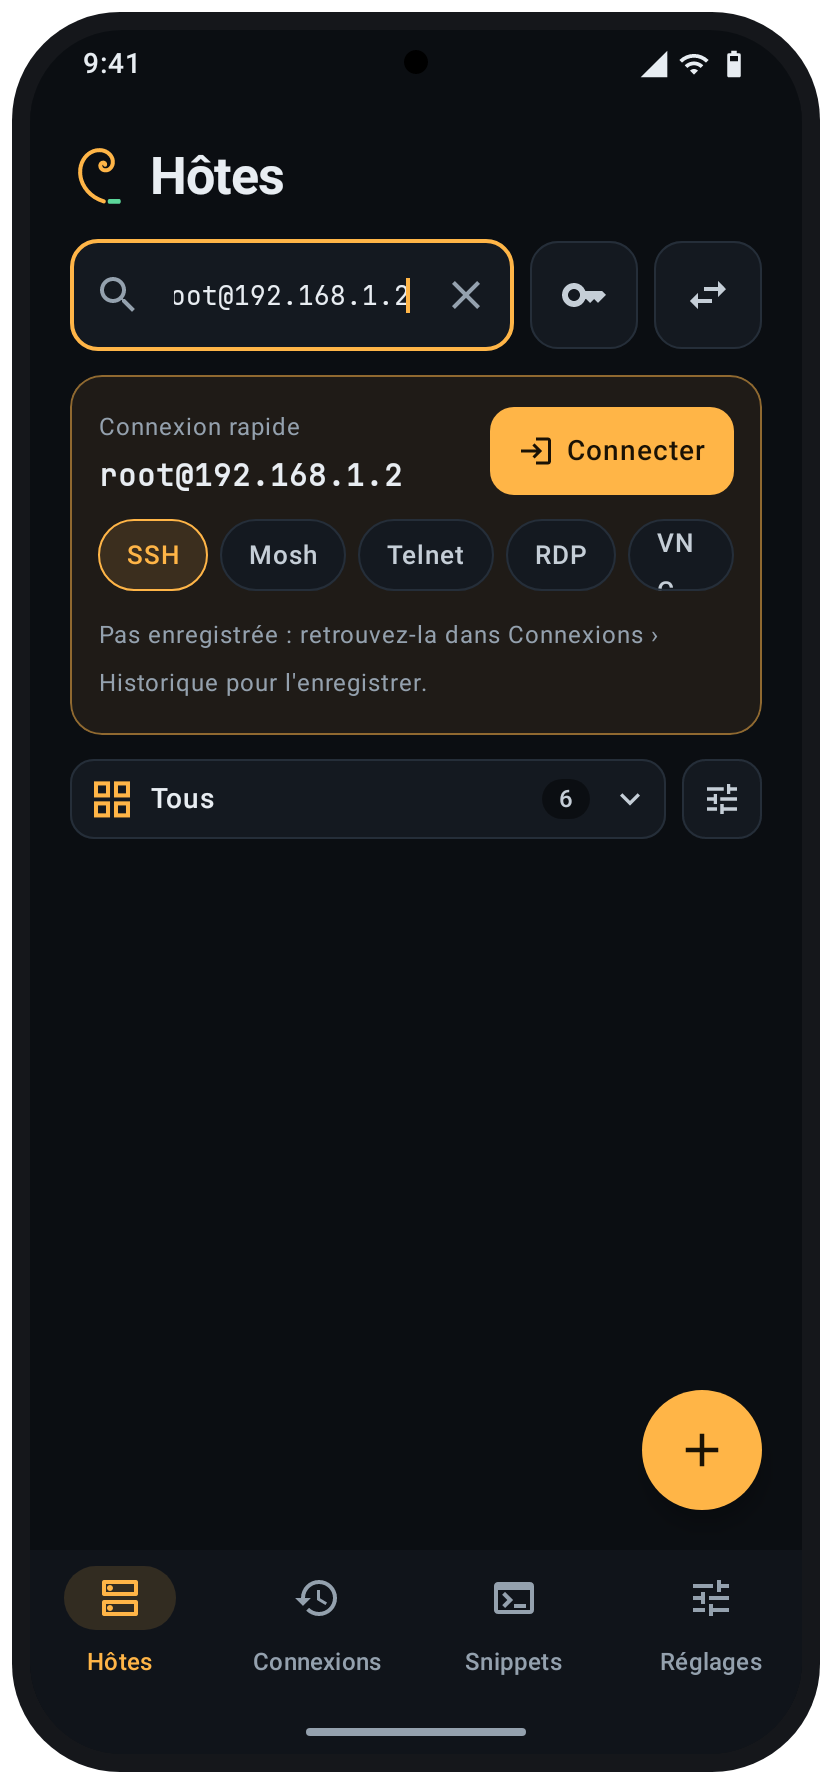 9:41
Hôtes
oot@192.168.1.2
Connexion rapide
root@192.168.1.2
Connecter
SSH
Mosh
Telnet
RDP
VN
C
Pas enregistrée : retrouvez-la dans Connexions ›
Historique pour l'enregistrer.
Tous
6
Hôtes
Connexions
Snippets
Réglages